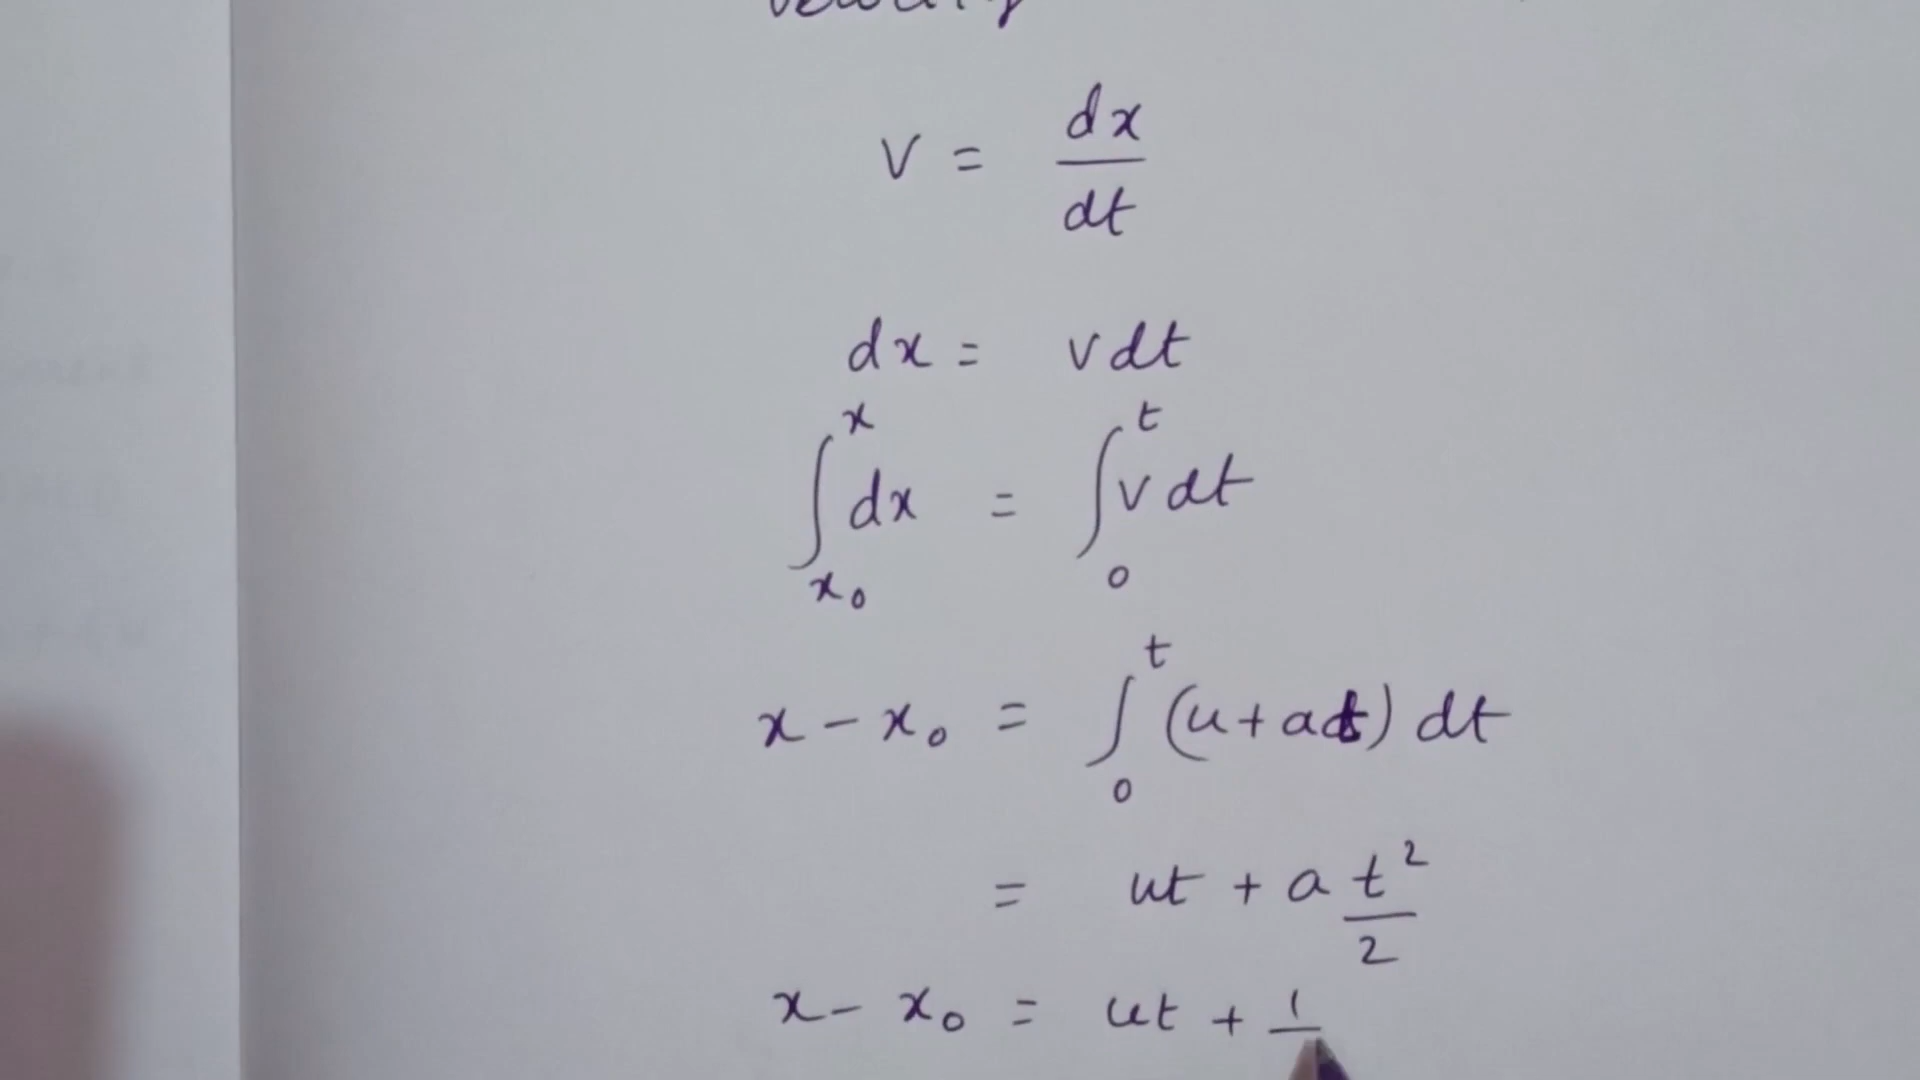 v = dx/dt
dx = v dt
∫_{x₀}^{x} dx = ∫_{0}^{t} v dt
x - x₀ = ∫_{0}^{t} (u + at) dt
= ut + a t²/2
x - x₀ = ut + 1